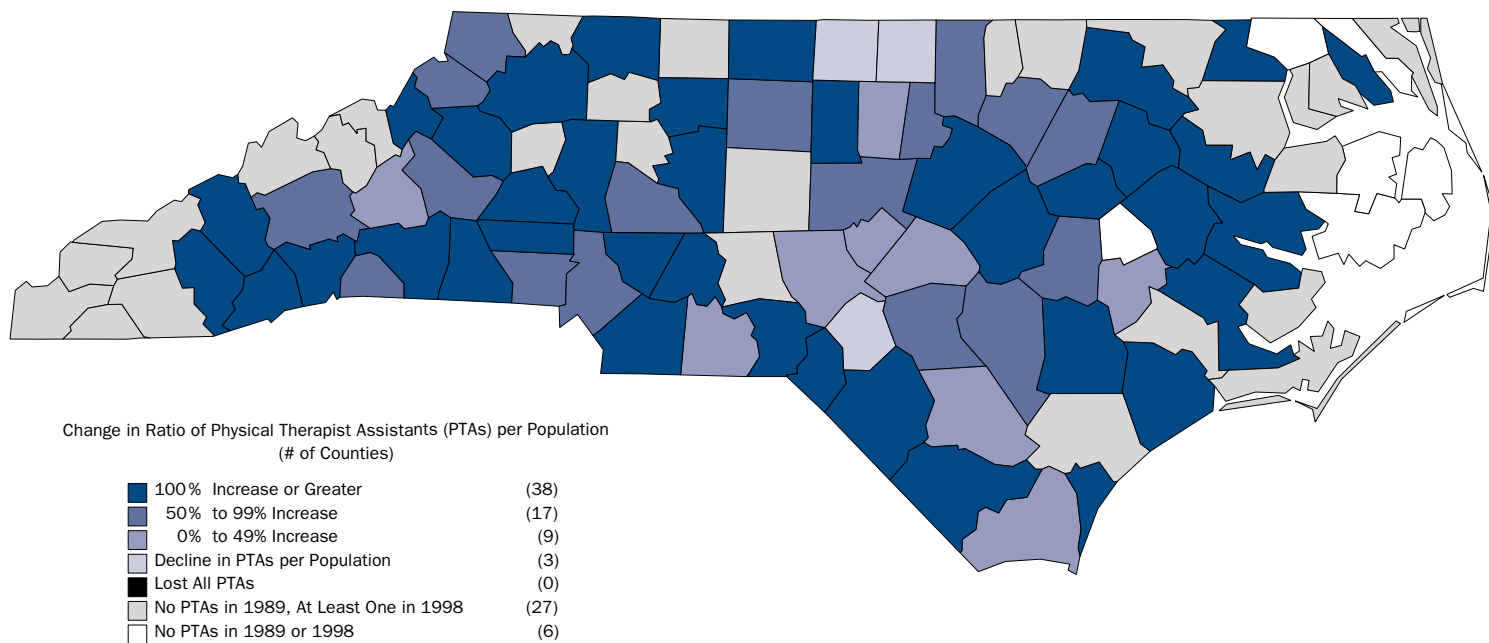 Change in Ratio of Physical Therapist Assistants (PTAs) per Population
(# of Counties)
100% Increase or Greater (38)
50% to 99% Increase (17)
0% to 49% Increase (9)
Decline in PTAs per Population (3)
Lost All PTAs (0)
No PTAs in 1989, At Least One in 1998 (27)
No PTAs in 1989 or 1998 (6)